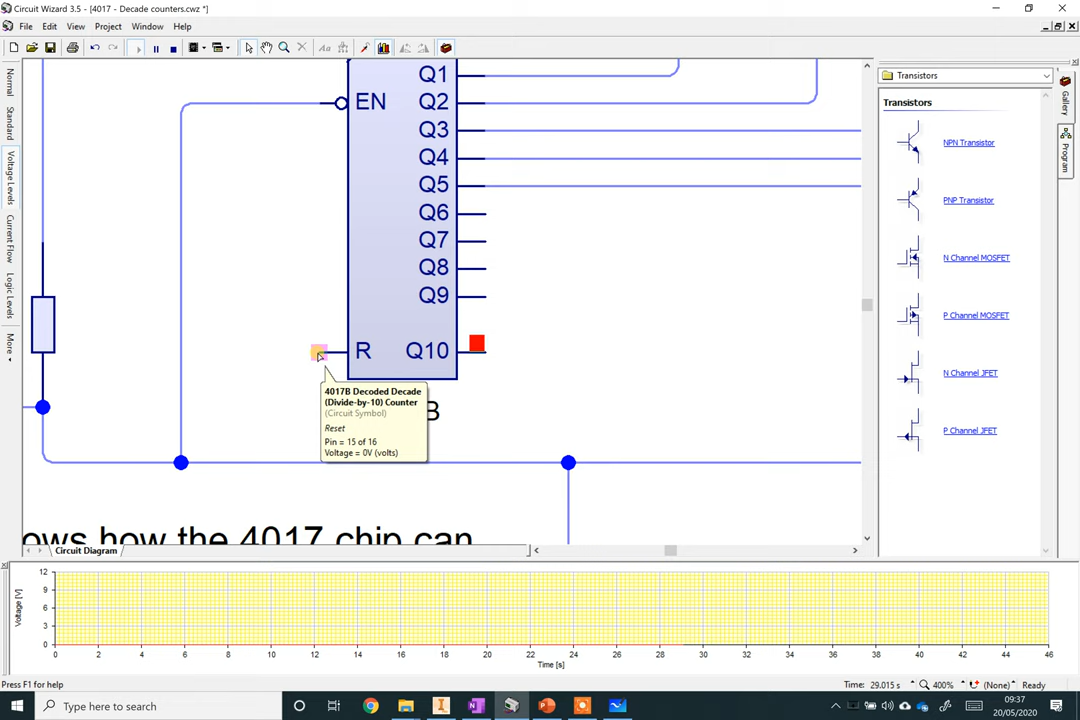 Circuit Wizard 3.5 - [4017 - Decade counters.cwz *]
File Edit View Project Window Help
Normal
Standard
Voltage Levels
Current Flow
Logic Levels
More
Q1
EN Q2
Q3
Q4
Q5
Q6
Q7
Q8
Q9
R Q10
4017B Decoded Decade
(Divide-by-10) Counter
(Circuit Symbol)
Reset
Pin = 15 of 16
Voltage = 0V (volts)
B
ows how the 4017 chip can
Circuit Diagram
Transistors
Transistors
NPN Transistor
PNP Transistor
N Channel MOSFET
P Channel MOSFET
N Channel JFET
P Channel JFET
Gallery
Program
Voltage [V]
12
9
6
3
0
0 2 4 6 8 10 12 14 16 18 20 22 24 26 28 30 32 34 36 38 40 42 44 46
Time [s]
Press F1 for help
Time: 29.015 s 400% (None) Ready
Type here to search
09:37
20/05/2020